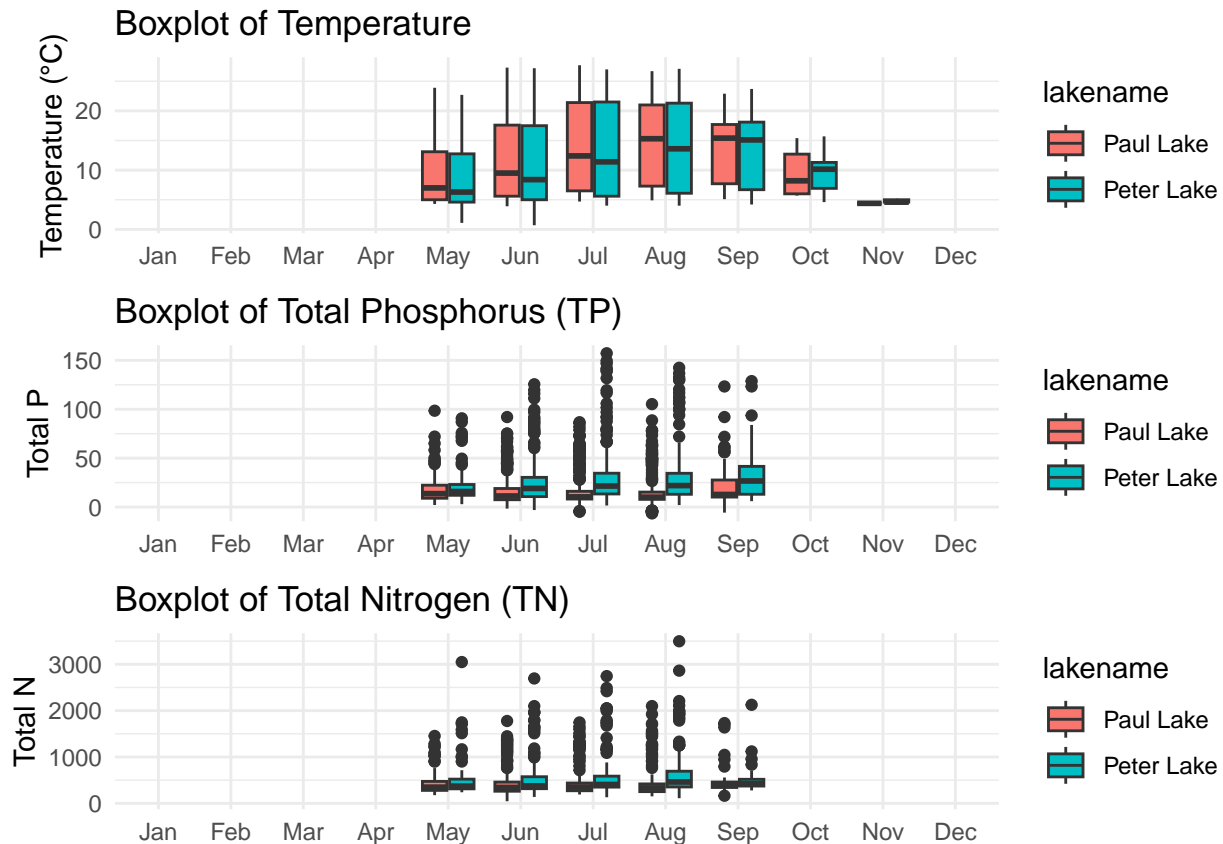 Boxplot of Temperature
Temperature (°C)
20
10
0
Jan Feb Mar Apr May Jun Jul Aug Sep Oct Nov Dec
lakename
Paul Lake
Peter Lake
Boxplot of Total Phosphorus (TP)
Total P
150
100
50
0
Jan Feb Mar Apr May Jun Jul Aug Sep Oct Nov Dec
lakename
Paul Lake
Peter Lake
Boxplot of Total Nitrogen (TN)
Total N
3000
2000
1000
0
Jan Feb Mar Apr May Jun Jul Aug Sep Oct Nov Dec
lakename
Paul Lake
Peter Lake